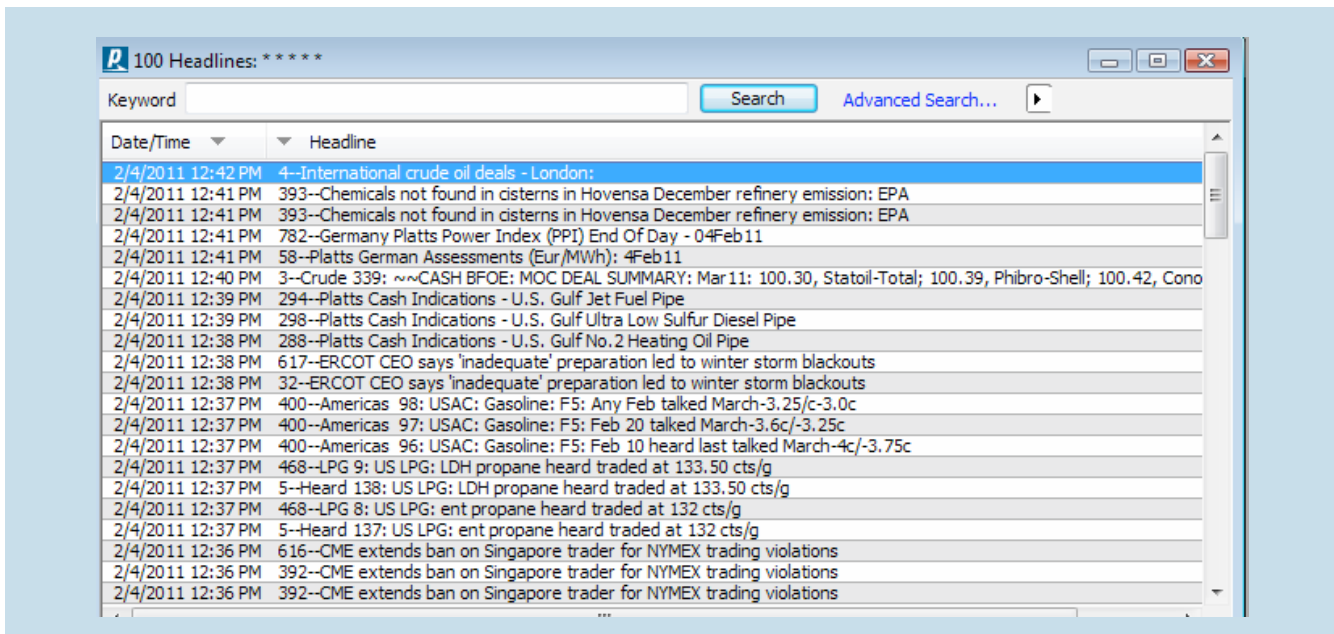 100 Headlines: * * * * *
Keyword Search Advanced Search...
Date/Time Headline
2/4/2011 12:42 PM 4--International crude oil deals - London:
2/4/2011 12:41 PM 393--Chemicals not found in cisterns in Hovensa December refinery emission: EPA
2/4/2011 12:41 PM 393--Chemicals not found in cisterns in Hovensa December refinery emission: EPA
2/4/2011 12:41 PM 782--Germany Platts Power Index (PPI) End Of Day - 04Feb11
2/4/2011 12:41 PM 58--Platts German Assessments (Eur/MWh): 4Feb11
2/4/2011 12:40 PM 3--Crude 339: ~~CASH BFOE: MOC DEAL SUMMARY: Mar11: 100.30, Statoil-Total; 100.39, Phibro-Shell; 100.42, Cono
2/4/2011 12:39 PM 294--Platts Cash Indications - U.S. Gulf Jet Fuel Pipe
2/4/2011 12:39 PM 298--Platts Cash Indications - U.S. Gulf Ultra Low Sulfur Diesel Pipe
2/4/2011 12:38 PM 288--Platts Cash Indications - U.S. Gulf No.2 Heating Oil Pipe
2/4/2011 12:38 PM 617--ERCOT CEO says 'inadequate' preparation led to winter storm blackouts
2/4/2011 12:38 PM 32--ERCOT CEO says 'inadequate' preparation led to winter storm blackouts
2/4/2011 12:37 PM 400--Americas 98: USAC: Gasoline: F5: Any Feb talked March-3.25/c-3.0c
2/4/2011 12:37 PM 400--Americas 97: USAC: Gasoline: F5: Feb 20 talked March-3.6c/-3.25c
2/4/2011 12:37 PM 400--Americas 96: USAC: Gasoline: F5: Feb 10 heard last talked March-4c/-3.75c
2/4/2011 12:37 PM 468--LPG 9: US LPG: LDH propane heard traded at 133.50 cts/g
2/4/2011 12:37 PM 5--Heard 138: US LPG: LDH propane heard traded at 133.50 cts/g
2/4/2011 12:37 PM 468--LPG 8: US LPG: ent propane heard traded at 132 cts/g
2/4/2011 12:37 PM 5--Heard 137: US LPG: ent propane heard traded at 132 cts/g
2/4/2011 12:36 PM 616--CME extends ban on Singapore trader for NYMEX trading violations
2/4/2011 12:36 PM 392--CME extends ban on Singapore trader for NYMEX trading violations
2/4/2011 12:36 PM 392--CME extends ban on Singapore trader for NYMEX trading violations